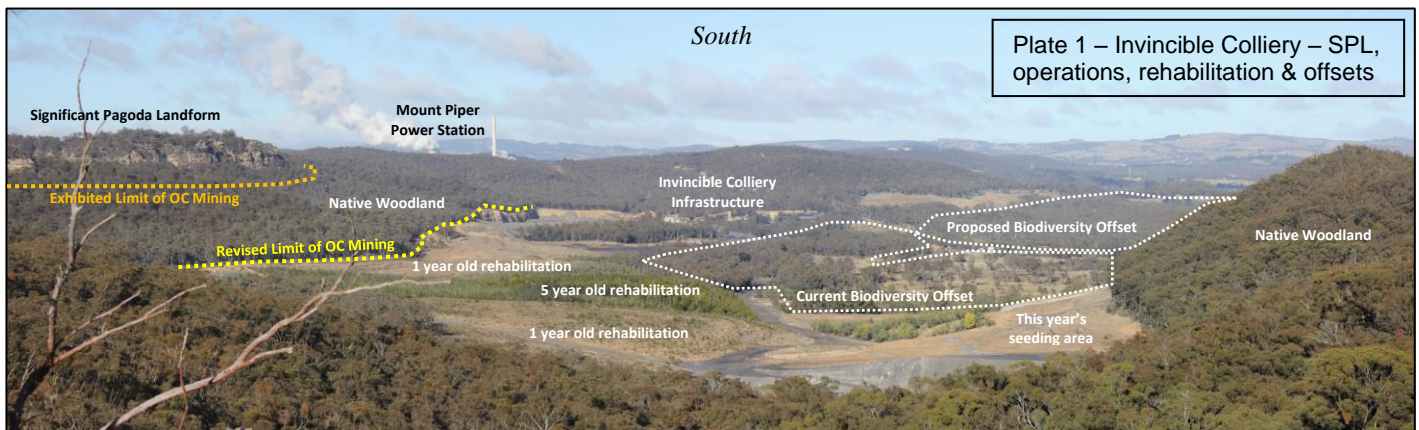 South
Plate 1 – Invincible Colliery – SPL,
operations, rehabilitation & offsets
Significant Pagoda Landform
Mount Piper
Power Station
Exhibited Limit of OC Mining
Native Woodland
Invincible Colliery
Infrastructure
Revised Limit of OC Mining
Proposed Biodiversity Offset
Native Woodland
1 year old rehabilitation
5 year old rehabilitation
Current Biodiversity Offset
1 year old rehabilitation
This year's
seeding area